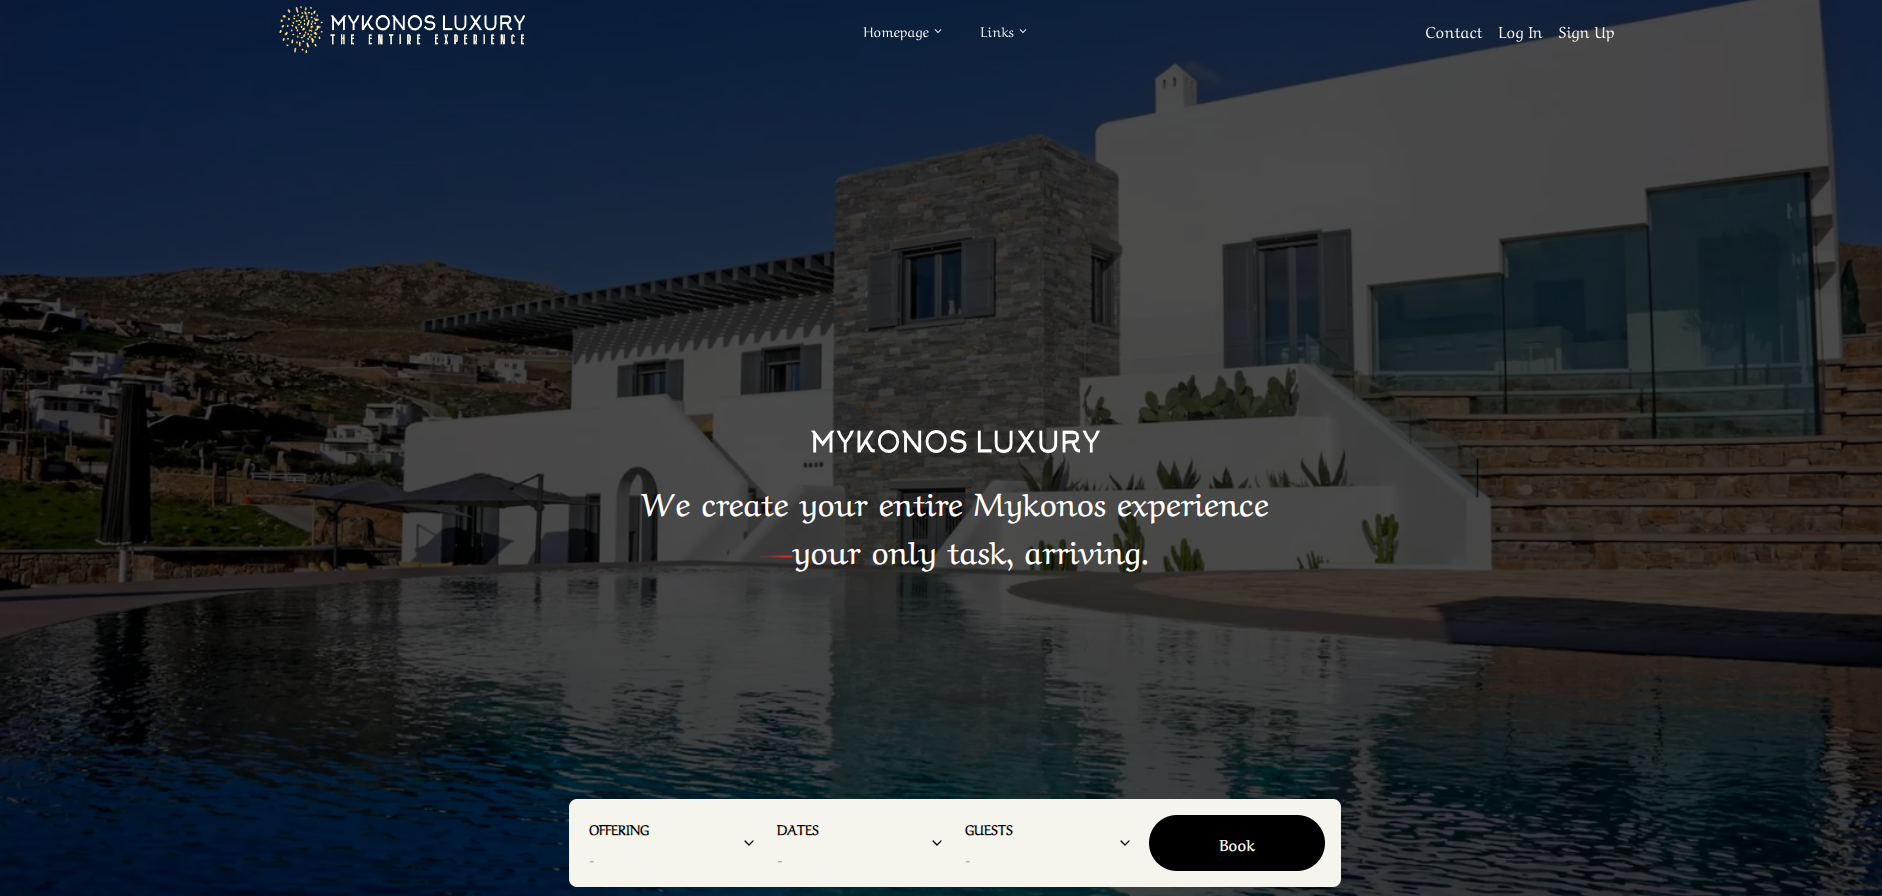 MYKONOS LUXURY
THE ENTIRE EXPERIENCE
Homepage
Links
Contact
Log In
Sign Up
MYKONOS LUXURY
We create your entire Mykonos experience
your only task, arriving.
OFFERING
-
DATES
-
GUESTS
-
Book